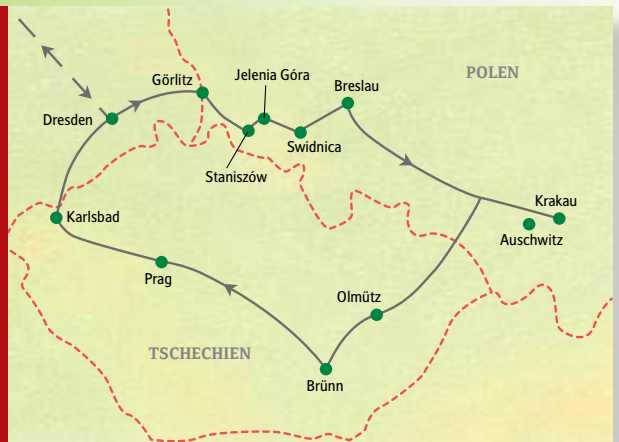 POLEN
Görlitz
Jelenia Góra
Breslau
Dresden
Swidnica
Staniszów
Krakau
Karlsbad
Auschwitz
Prag
Olmütz
TSCHECHIEN
Brünn